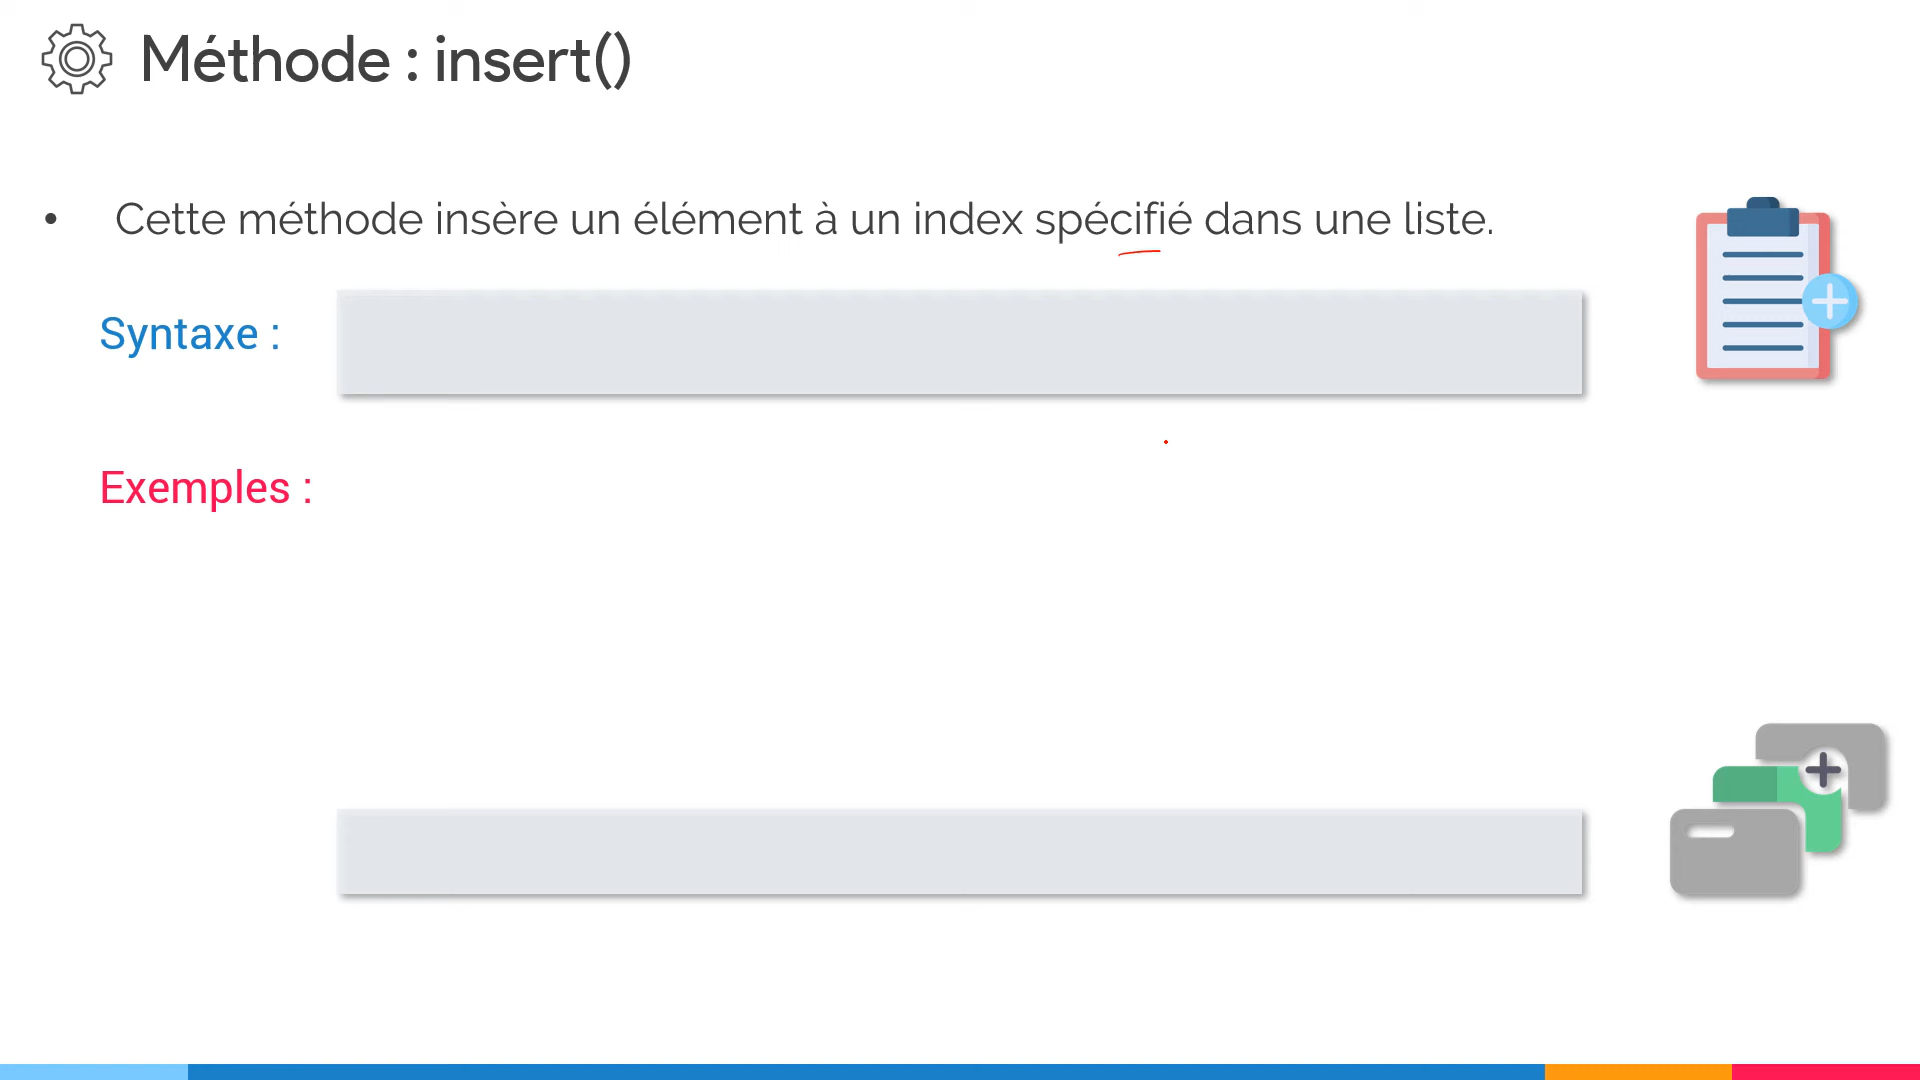 Méthode : insert()
• Cette méthode insère un élément à un index spécifié dans une liste.
Syntaxe :
Exemples :